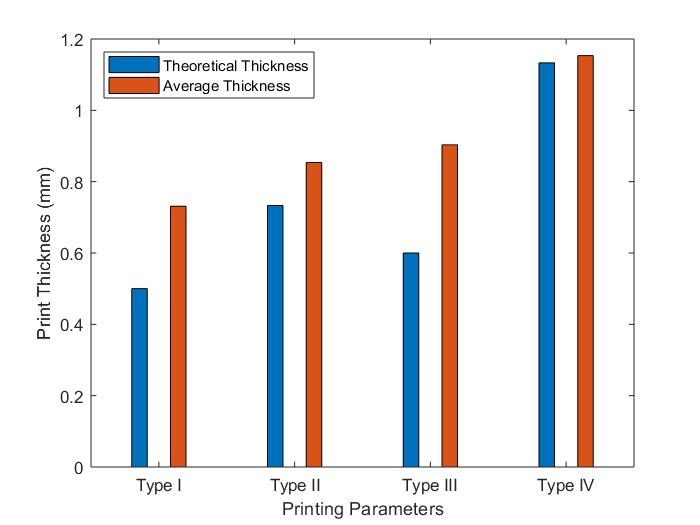 1.2
Theoretical Thickness
Average Thickness
1
0.8
0.6
0.4
0.2
0
Print Thickness (mm)
Type I
Type II
Type III
Type IV
Printing Parameters